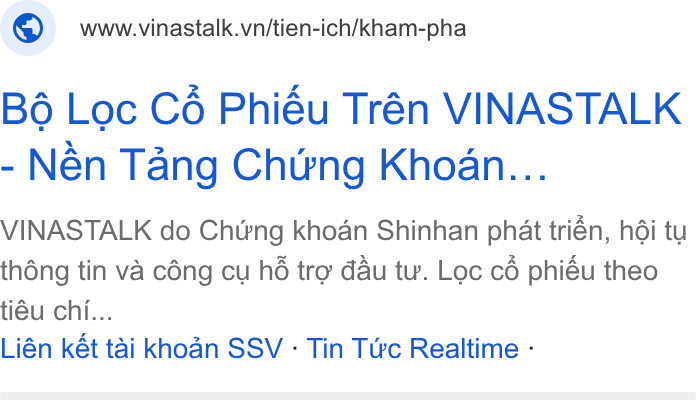 www.vinastalk.vn/tien-ich/kham-pha
Bộ Lọc Cổ Phiếu Trên VINASTALK
- Nền Tảng Chứng Khoán…
VINASTALK do Chứng khoán Shinhan phát triển, hội tụ
thông tin và công cụ hỗ trợ đầu tư. Lọc cổ phiếu theo
tiêu chí...
Liên kết tài khoản SSV · Tin Tức Realtime ·